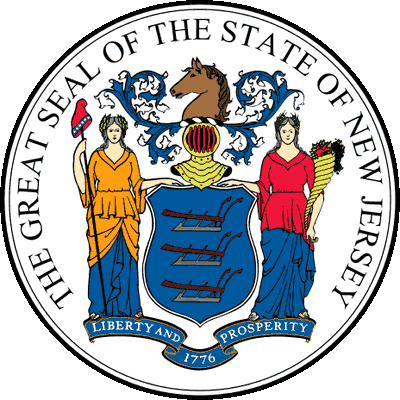 THE GREAT SEAL OF THE STATE OF NEW JERSEY
LIBERTY AND
1776
PROSPERITY